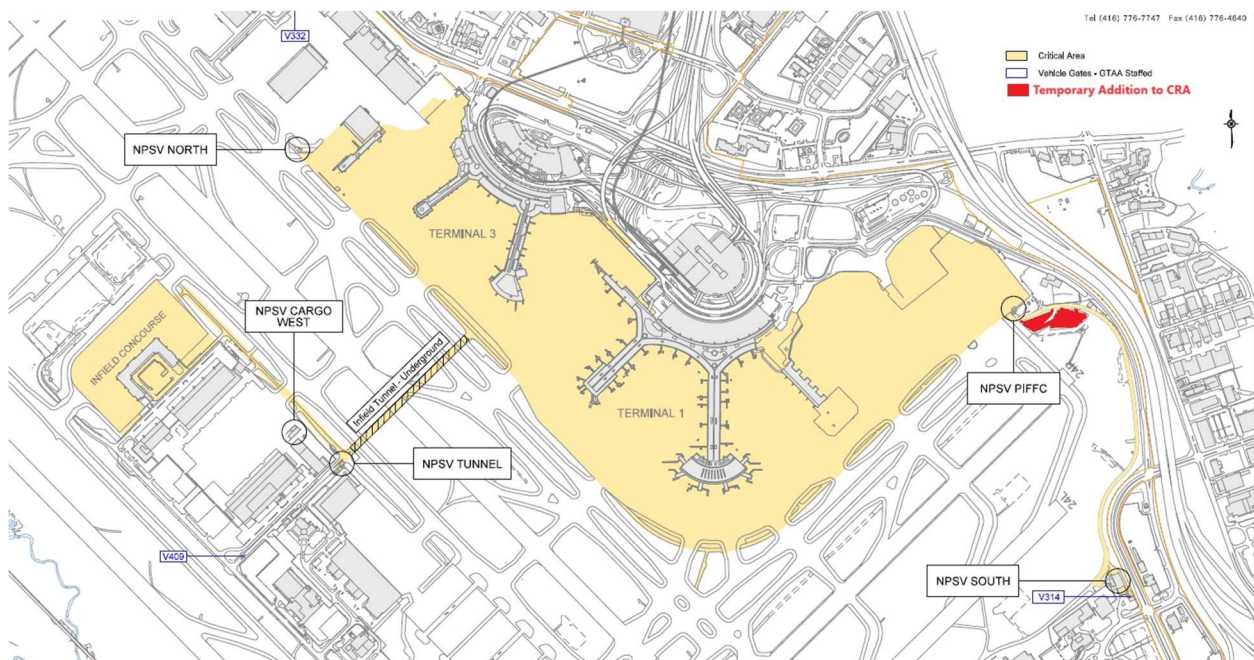 Tel (416) 776-7747 Fax (416) 776-4640
V332
Critical Area
Vehicle Gates - GTAA Staffed
Temporary Addition to CRA
NPSV NORTH
TERMINAL 3
NPSV CARGO
WEST
INFIELD CONCOURSE
Infield Tunnel - Underground
NPSV PIFFC
24R
TERMINAL 1
NPSV TUNNEL
24L
V409
NPSV SOUTH
V314